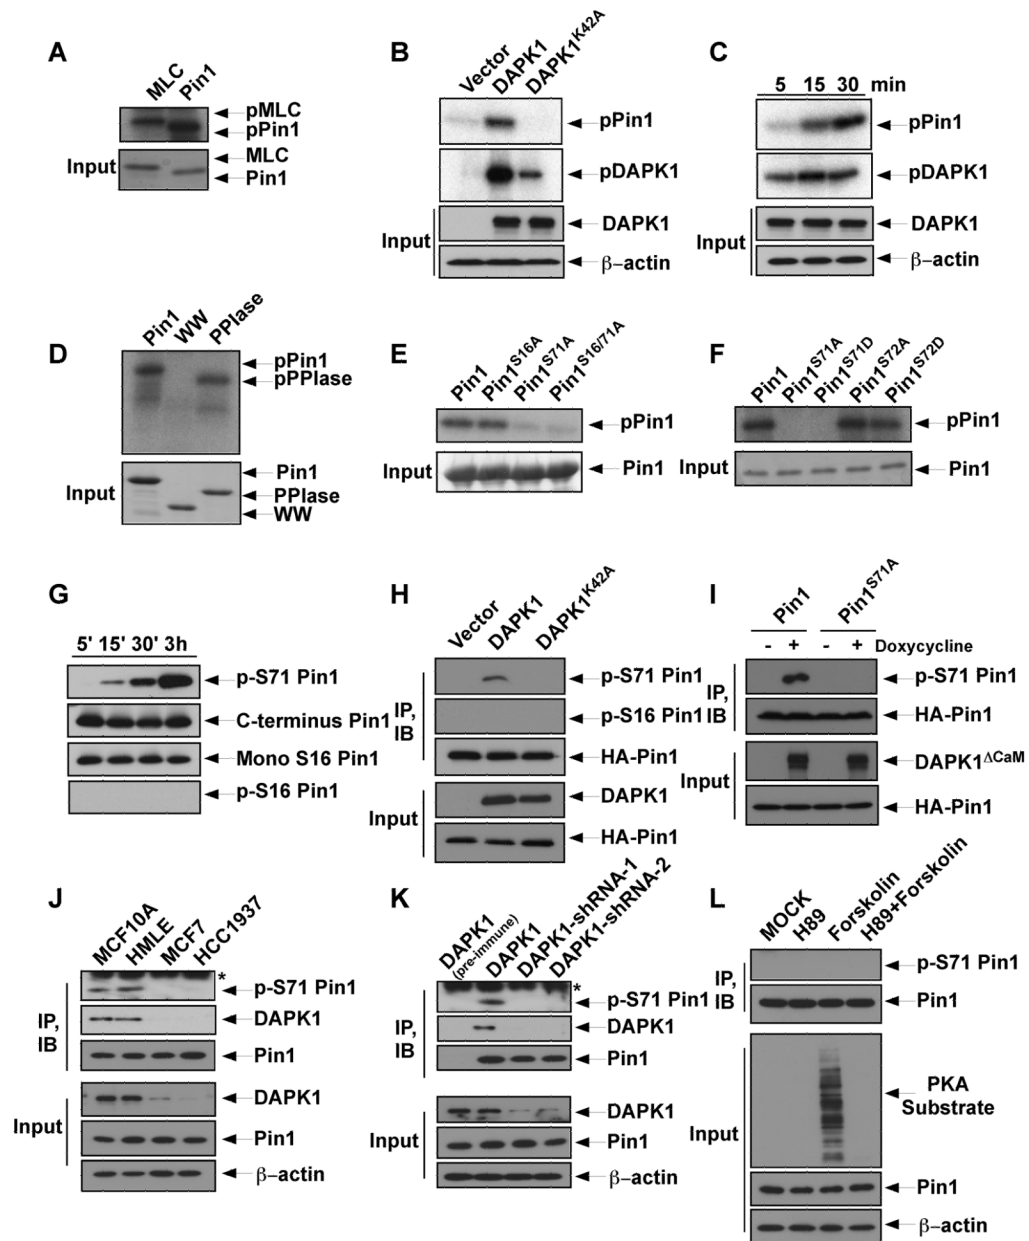 A
MLC Pin1
pMLC
pPin1
Input
MLC
Pin1
B
Vector DAPK1 DAPK1K42A
pPin1
pDAPK1
Input
DAPK1
β-actin
C
5 15 30 min
pPin1
pDAPK1
Input
DAPK1
β-actin
D
Pin1 WW PPIase
pPin1
pPPIase
Input
Pin1
PPIase
WW
E
Pin1 Pin1S16A Pin1S71A Pin1S16/71A
pPin1
Input
Pin1
F
Pin1 Pin1S71A Pin1S71D Pin1S72A Pin1S72D
pPin1
Input
Pin1
G
5' 15' 30' 3h
p-S71 Pin1
C-terminus Pin1
Mono S16 Pin1
p-S16 Pin1
H
Vector DAPK1 DAPK1K42A
IP, IB
p-S71 Pin1
p-S16 Pin1
HA-Pin1
Input
DAPK1
HA-Pin1
I
Pin1 Pin1S71A
- + - + Doxycycline
IP, IB
p-S71 Pin1
HA-Pin1
Input
DAPK1ΔCaM
HA-Pin1
J
MCF10A HMLE MCF7 HCC1937
*
IP, IB
p-S71 Pin1
DAPK1
Pin1
Input
DAPK1
Pin1
β-actin
K
DAPK1 (pre-immune) DAPK1 DAPK1-shRNA-1 DAPK1-shRNA-2
*
IP, IB
p-S71 Pin1
DAPK1
Pin1
Input
DAPK1
Pin1
β-actin
L
MOCK H89 Forskolin H89+Forskolin
IP, IB
p-S71 Pin1
Pin1
Input
PKA
Substrate
Pin1
β-actin